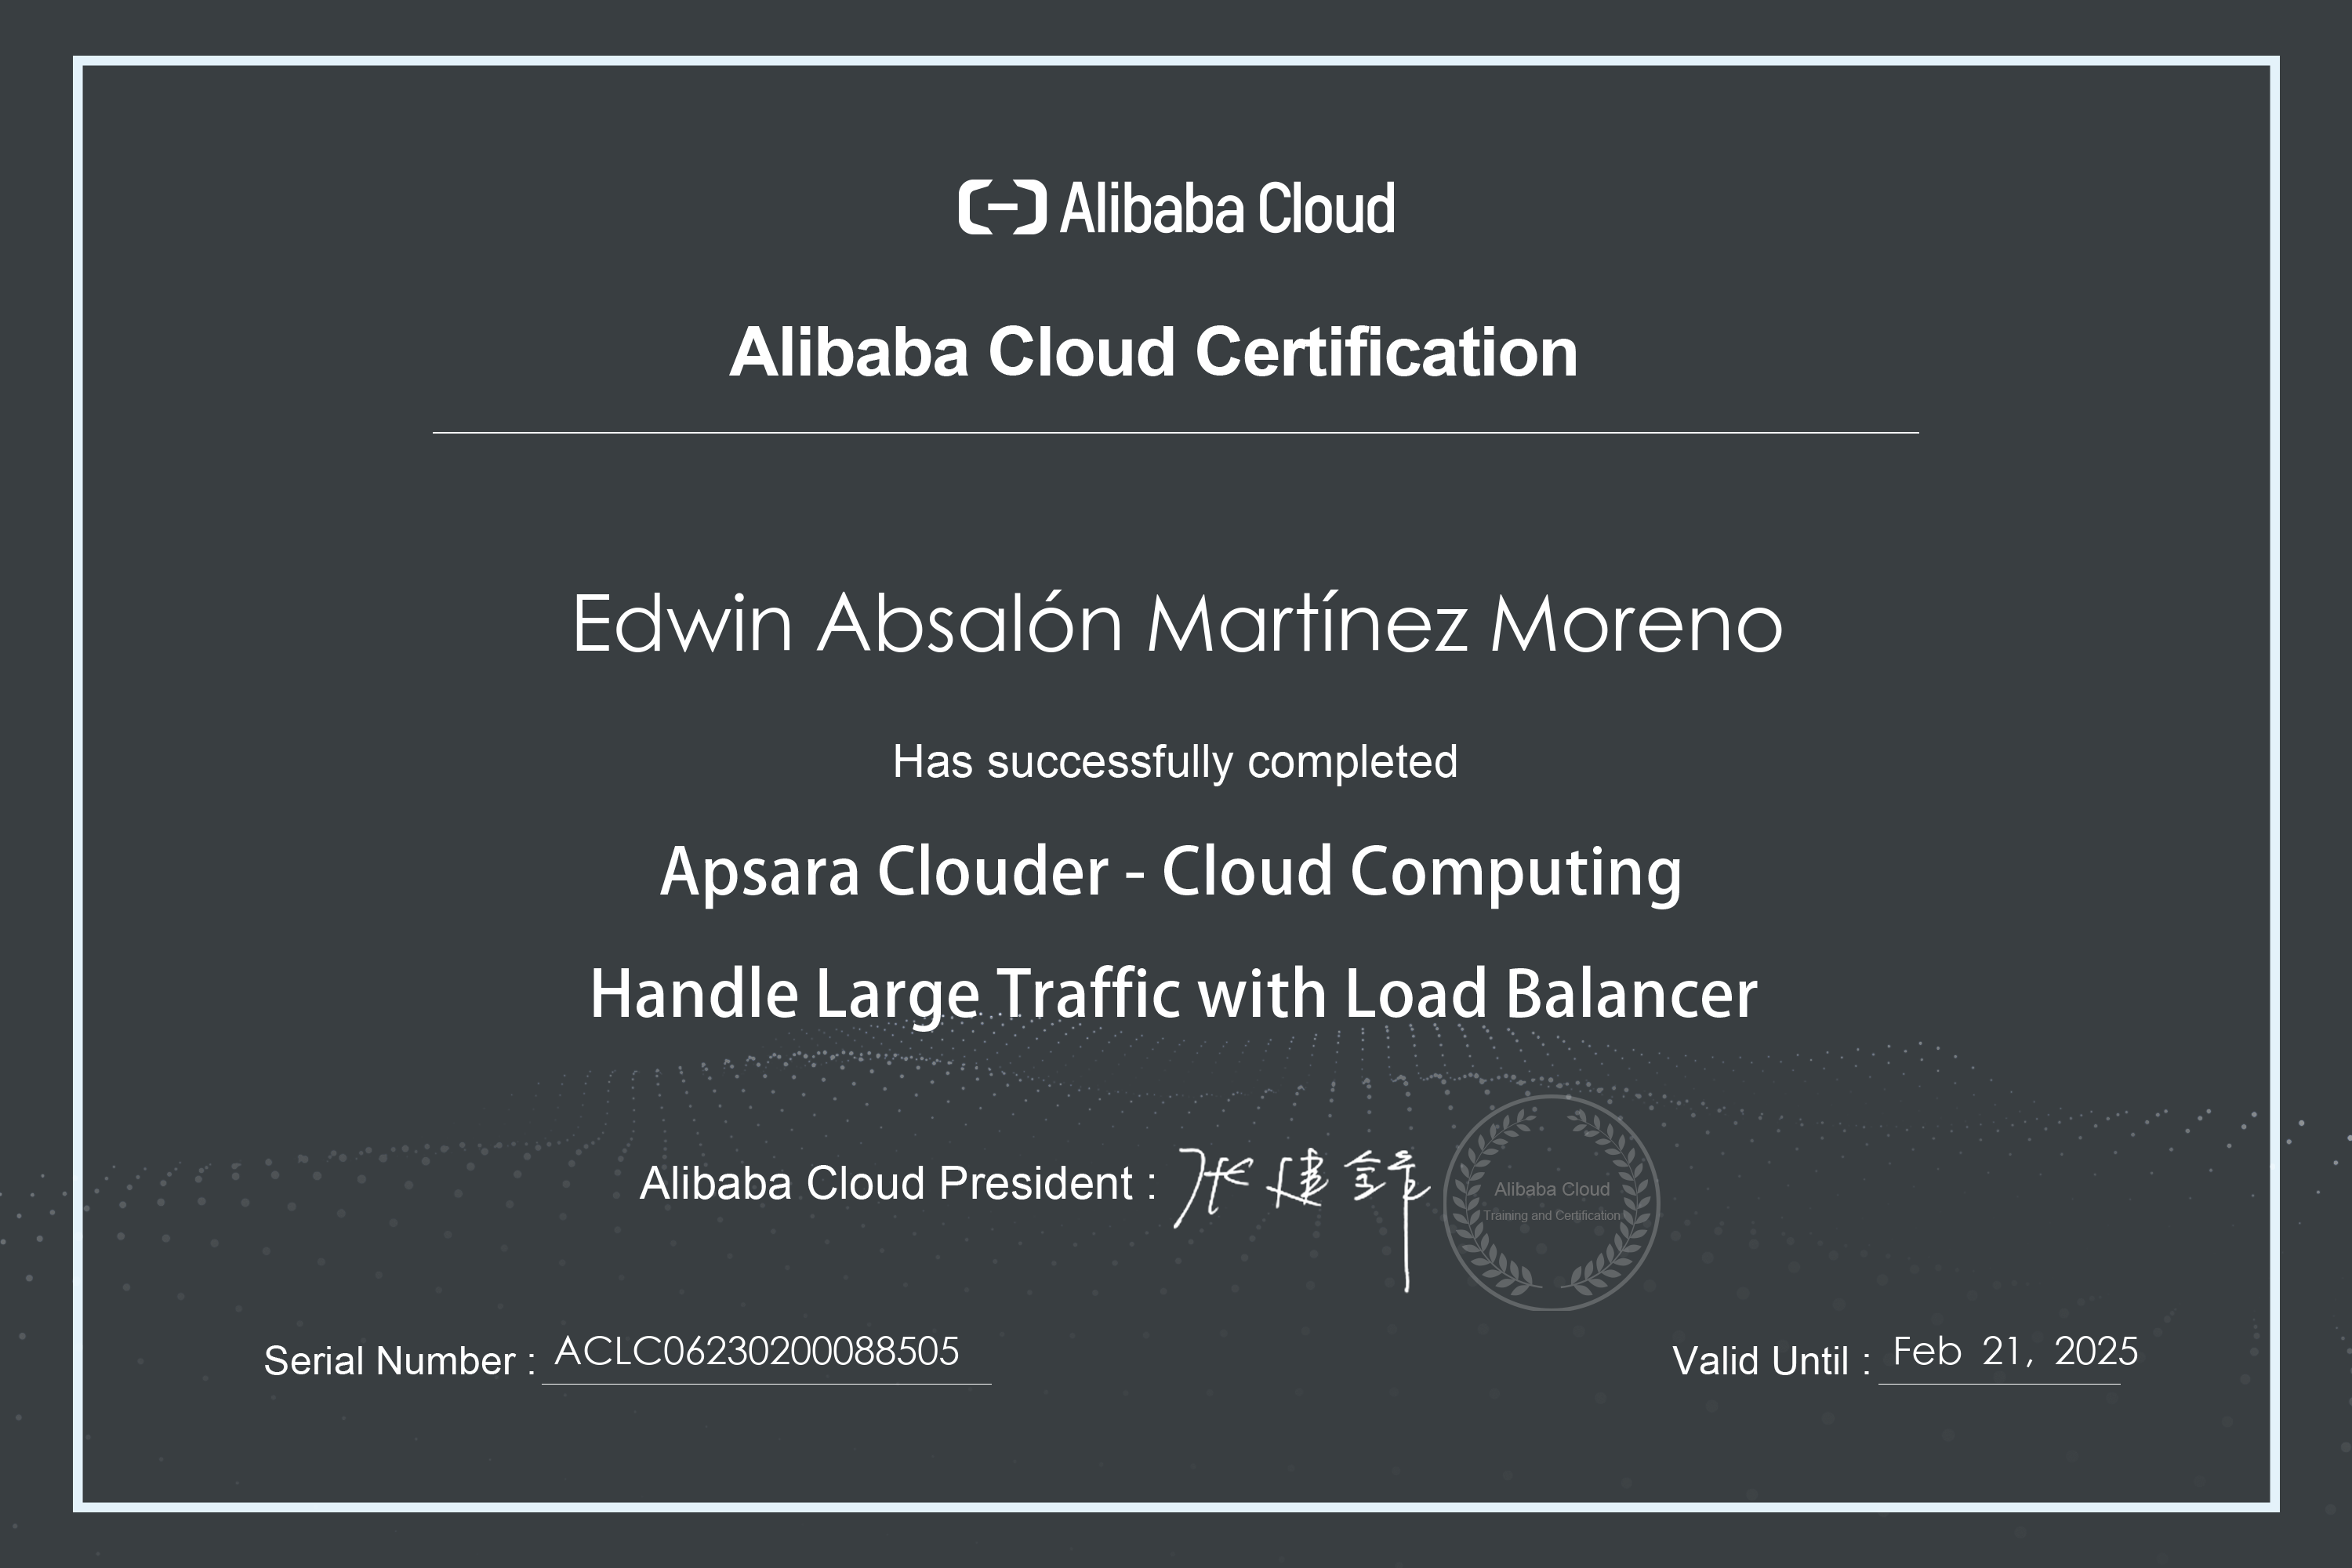 Alibaba Cloud
Alibaba Cloud Certification
Edwin Absalón Martínez Moreno
Has successfully completed
Apsara Clouder - Cloud Computing
Handle Large Traffic with Load Balancer
Alibaba Cloud President : 张建锋
Alibaba Cloud
Training and Certification
Serial Number : ACLC06230200088505
Valid Until : Feb 21, 2025